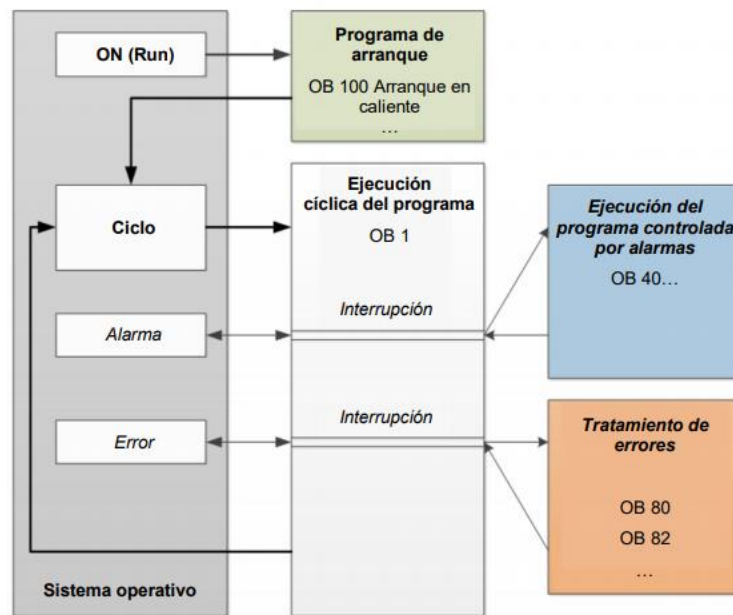 ON (Run)
Programa de
arranque
OB 100 Arranque en
caliente
...
Ciclo
Ejecución
cíclica del programa
OB 1
Ejecución del
programa controlada
por alarmas
OB 40...
Alarma
Interrupción
Error
Interrupción
Tratamiento de
errores
OB 80
OB 82
...
Sistema operativo